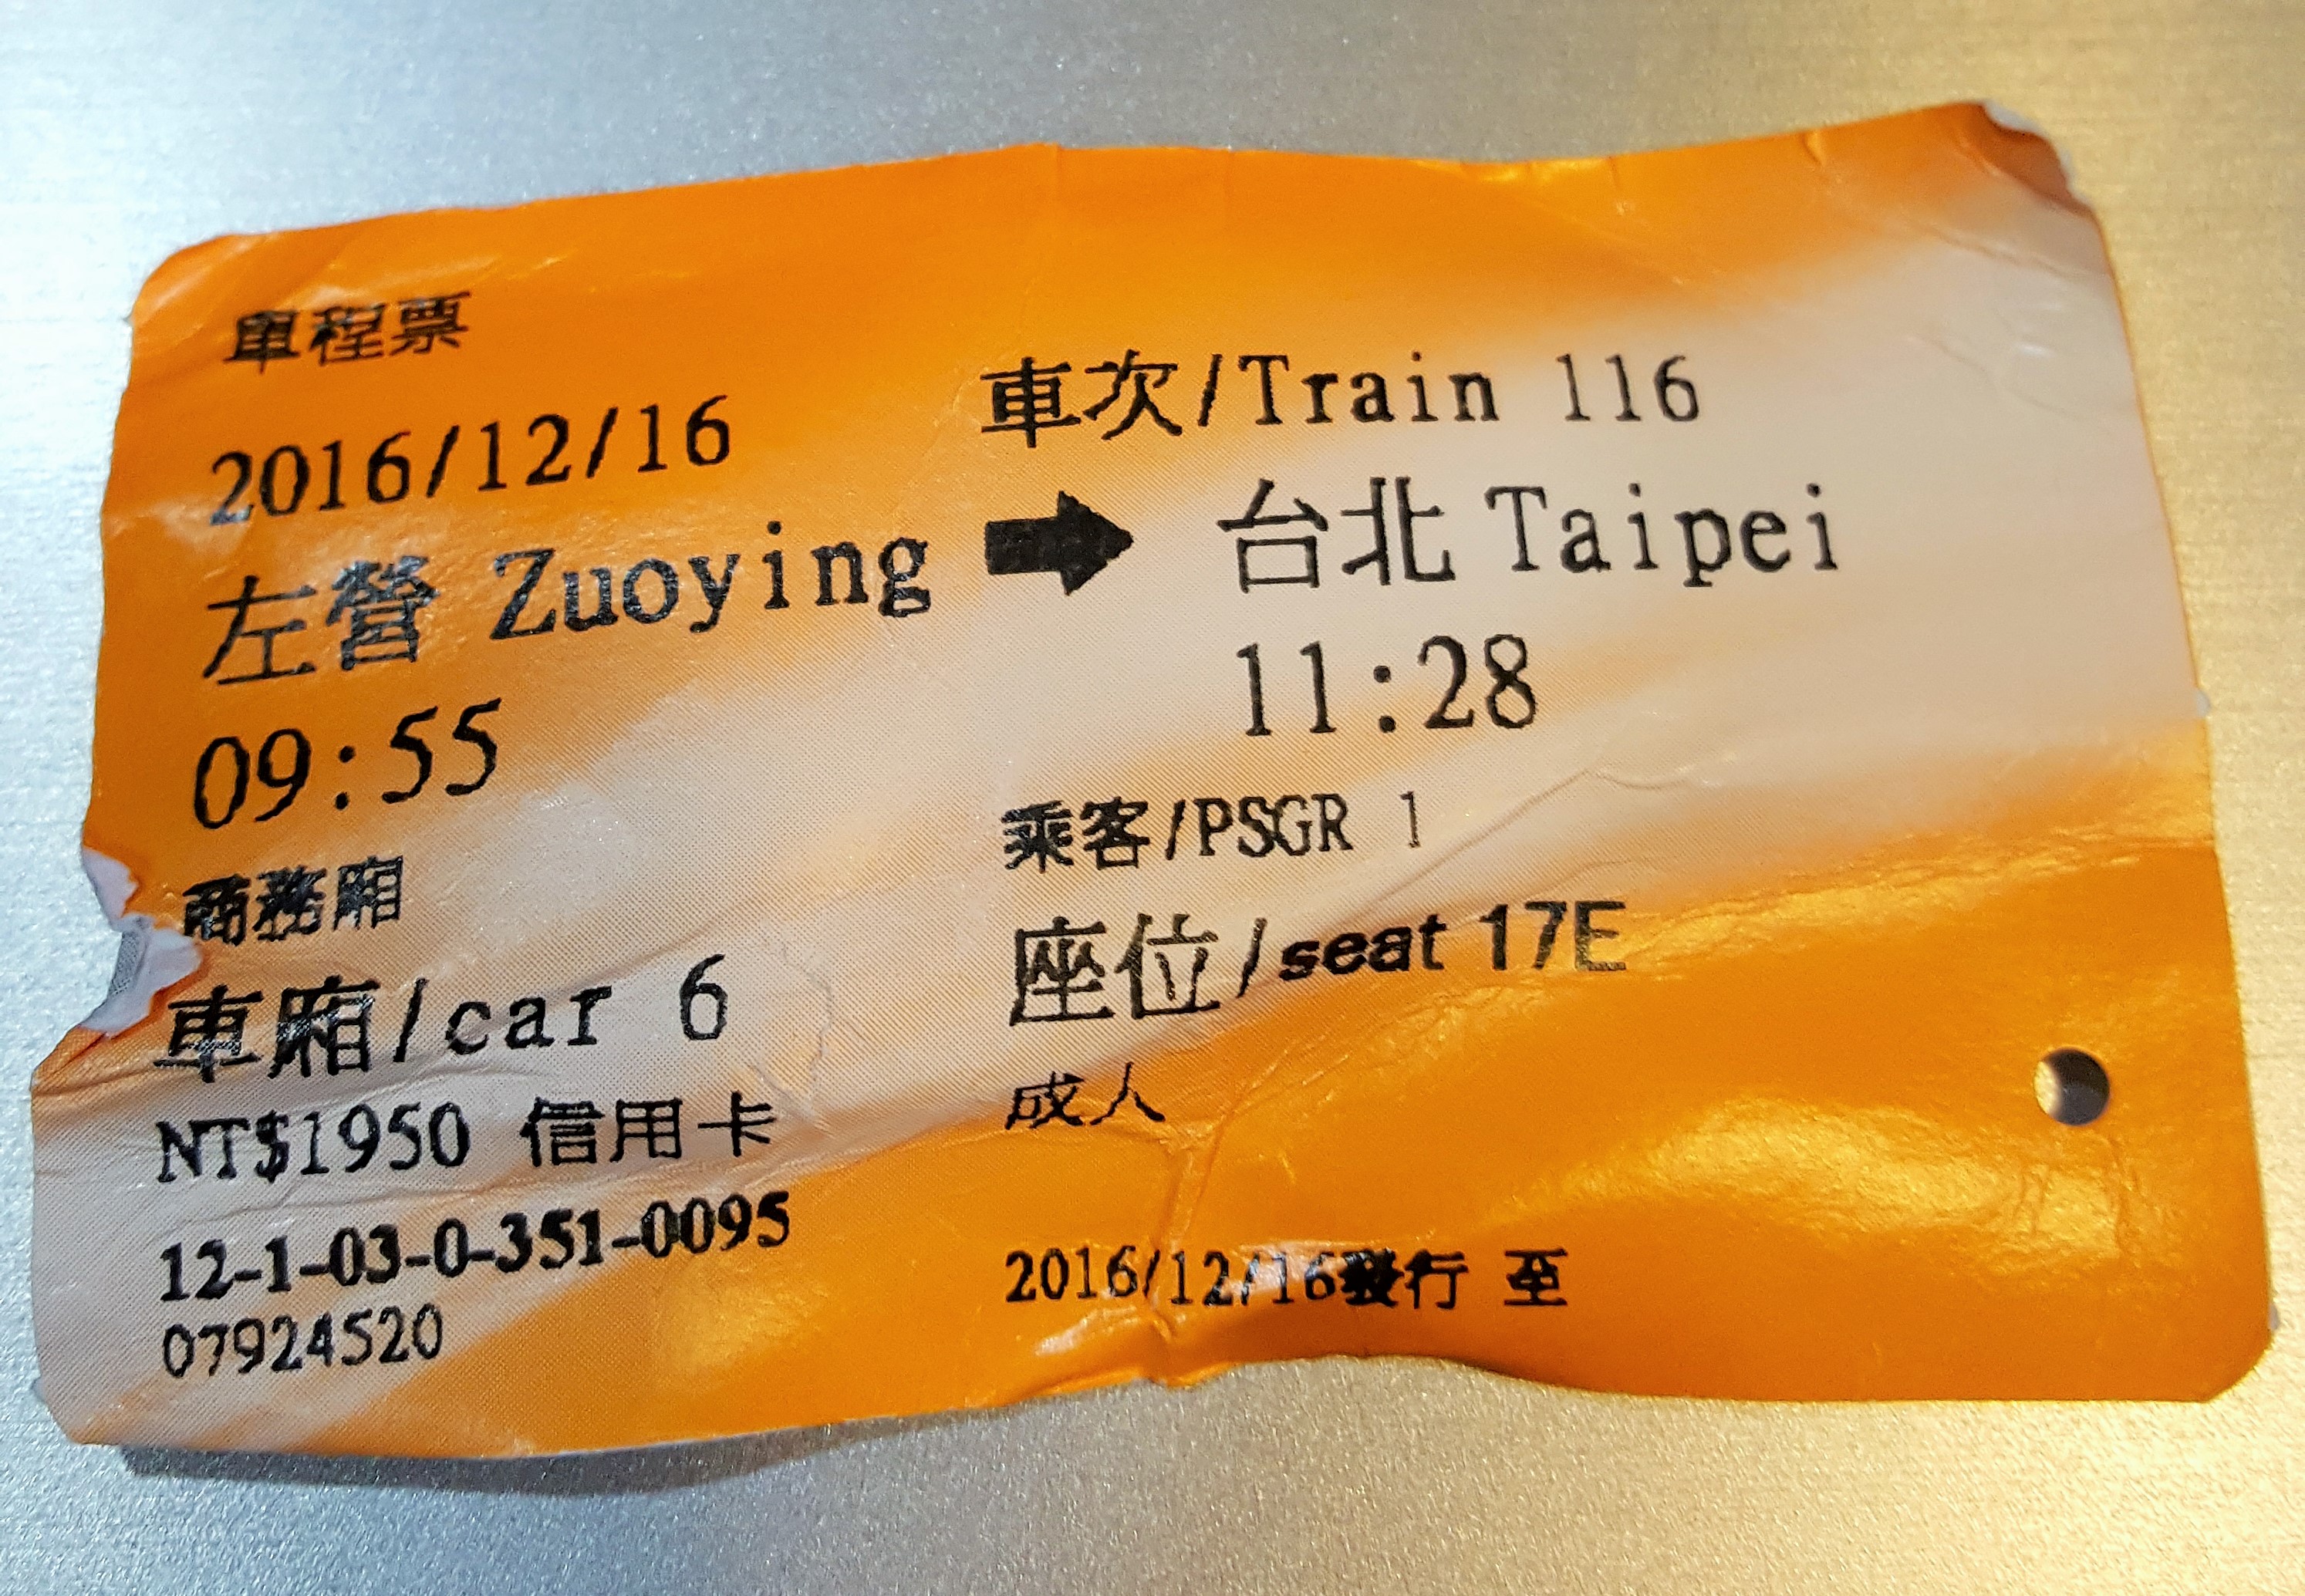 單程票
2016/12/16
車次/Train 116
左營 Zuoying ➡ 台北 Taipei
09:55
11:28
商務廂
乘客/PSGR 1
車廂/car 6
座位/seat 17E
NT$1950 信用卡
成人
12-1-03-0-351-0095
07924520
2016/12/16發行 至